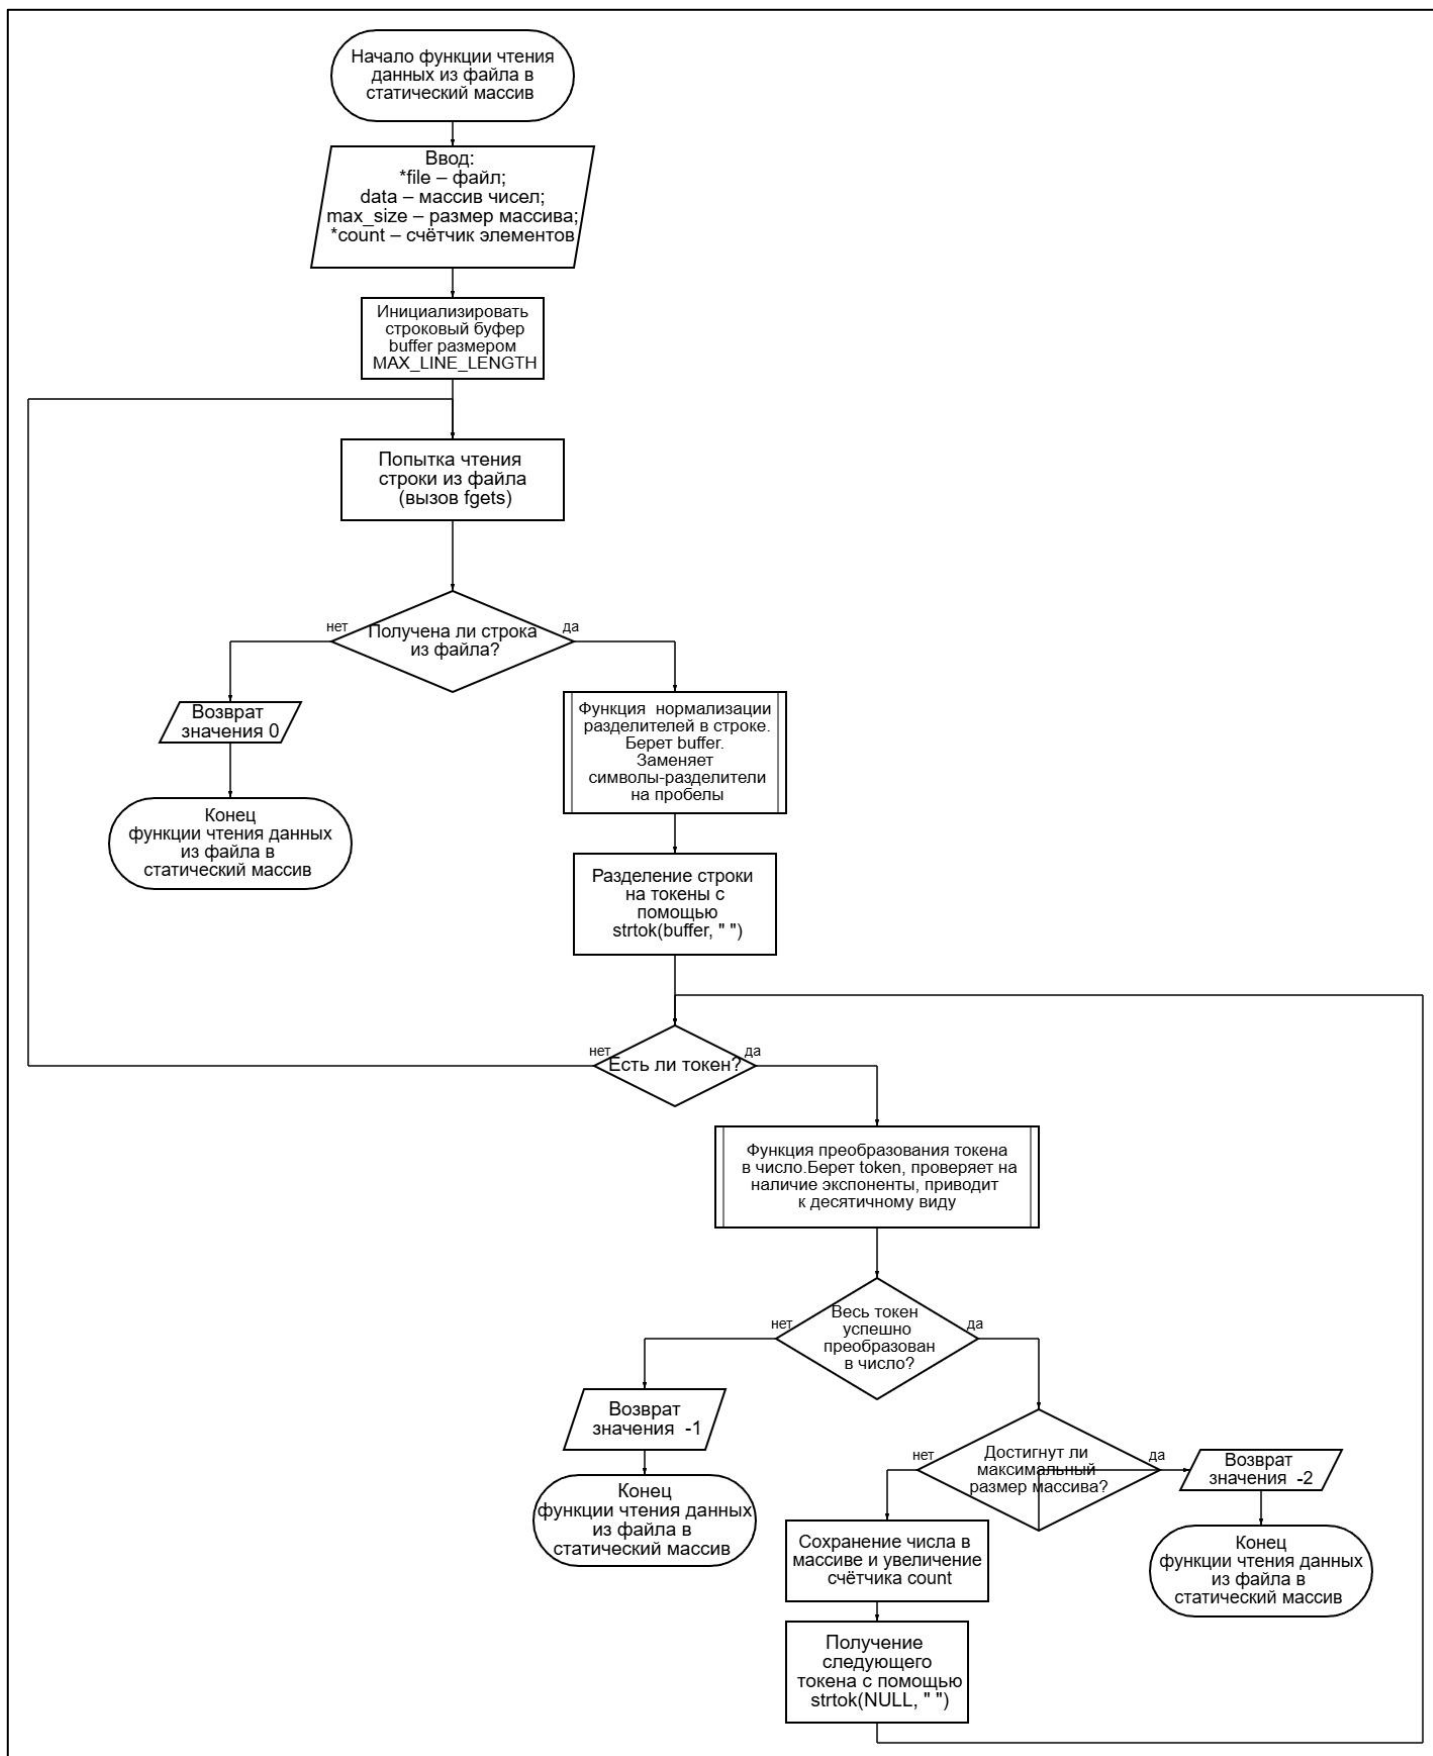 Начало функции чтения
данных из файла в
статический массив
Ввод:
*file – файл;
data – массив чисел;
max_size – размер массива;
*count – счётчик элементов
Инициализировать
строковый буфер
buffer размером
MAX_LINE_LENGTH
Попытка чтения
строки из файла
(вызов fgets)
Получена ли строка
из файла?
нет
да
Возврат
значения 0
Конец
функции чтения данных
из файла в
статический массив
Функция нормализации
разделителей в строке.
Берет buffer.
Заменяет
символы-разделители
на пробелы
Разделение строки
на токены с
помощью
strtok(buffer, " ")
нет
да
Есть ли токен?
Функция преобразования токена
в число.Берет token, проверяет на
наличие экспоненты, приводит
к десятичному виду
Весь токен
успешно
преобразован
в число?
нет
да
Возврат
значения -1
Конец
функции чтения данных
из файла в
статический массив
Достигнут ли
максимальный
размер массива?
нет
да
Возврат
значения -2
Конец
функции чтения данных
из файла в
статический массив
Сохранение числа в
массиве и увеличение
счётчика count
Получение
следующего
токена с помощью
strtok(NULL, " ")